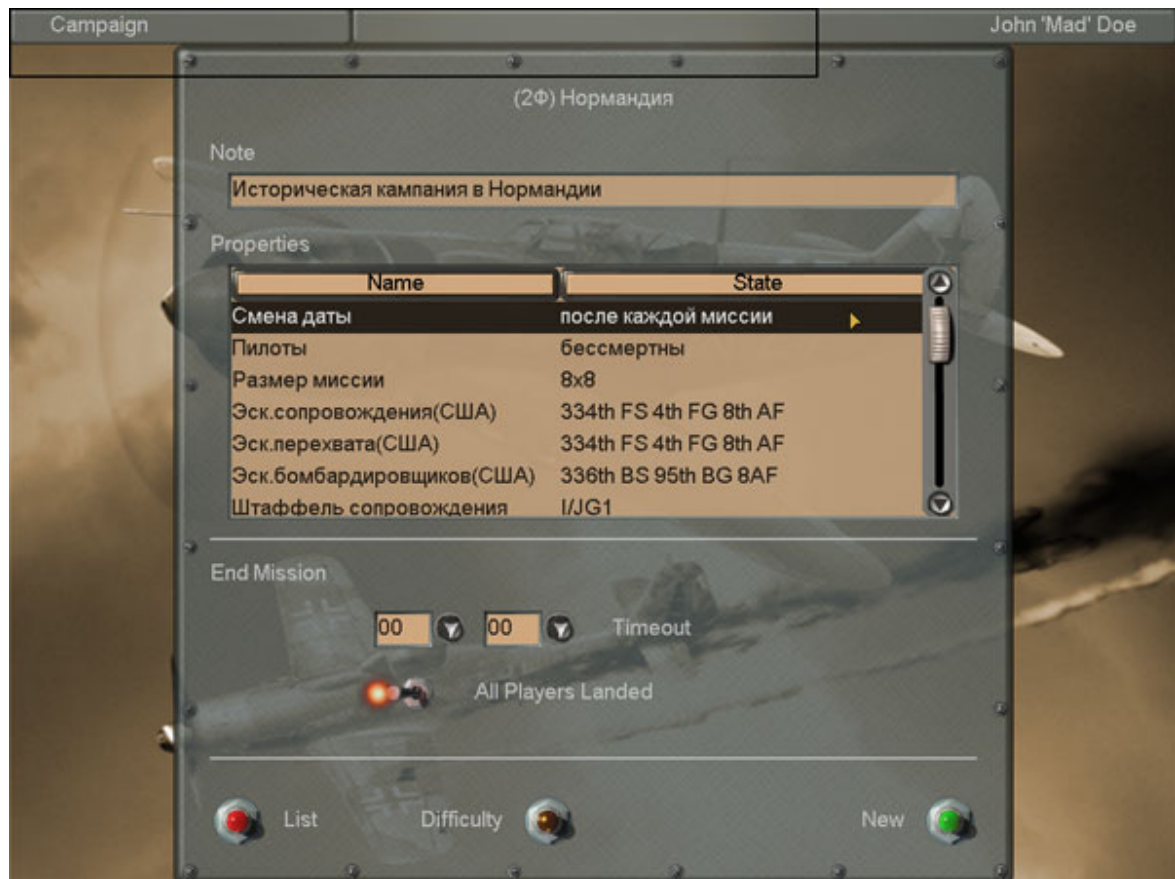 Campaign
John 'Mad' Doe
(2Ф) Нормандия
Note
Историческая кампания в Нормандии
Properties
Name State
Смена даты после каждой миссии
Пилоты бессмертны
Размер миссии 8x8
Эск.сопровождения(США) 334th FS 4th FG 8th AF
Эск.перехвата(США) 334th FS 4th FG 8th AF
Эск.бомбардировщиков(США) 336th BS 95th BG 8AF
Штаффель сопровождения I/JG1
End Mission
00 00 Timeout
All Players Landed
List Difficulty New